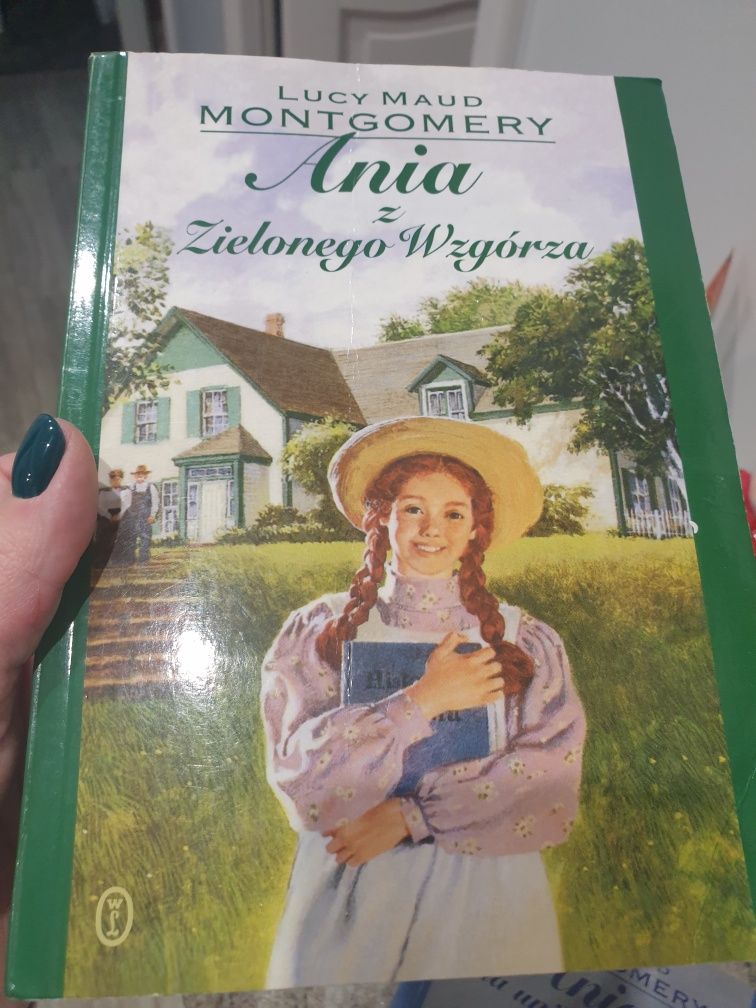 LUCY MAUD
MONTGOMERY
Ania
z
Zielonego Wzgórza
W
L